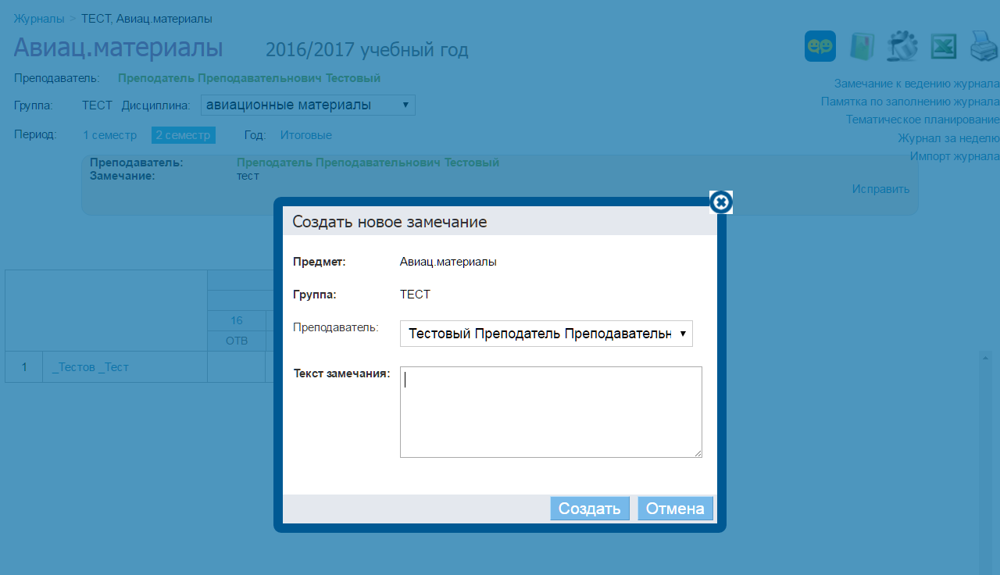 Журналы > ТЕСТ, Авиац.материалы
Авиац.материалы 2016/2017 учебный год
Преподаватель: Преподатель Преподавательнович Тестовый
Замечание к ведению журнала
Группа: ТЕСТ Дисциплина: авиационные материалы
Памятка по заполнению журнала
Тематическое планирование
Период: 1 семестр 2 семестр Год: Итоговые
Журнал за неделю
Импорт журнала
Преподаватель: Преподатель Преподавательнович Тестовый
Замечание: тест
Исправить
Создать новое замечание
Предмет: Авиац.материалы
Группа: ТЕСТ
Преподаватель: Тестовый Преподатель Преподавательн
Текст замечания:
16
ОТВ
1 _Тестов _Тест
Создать Отмена